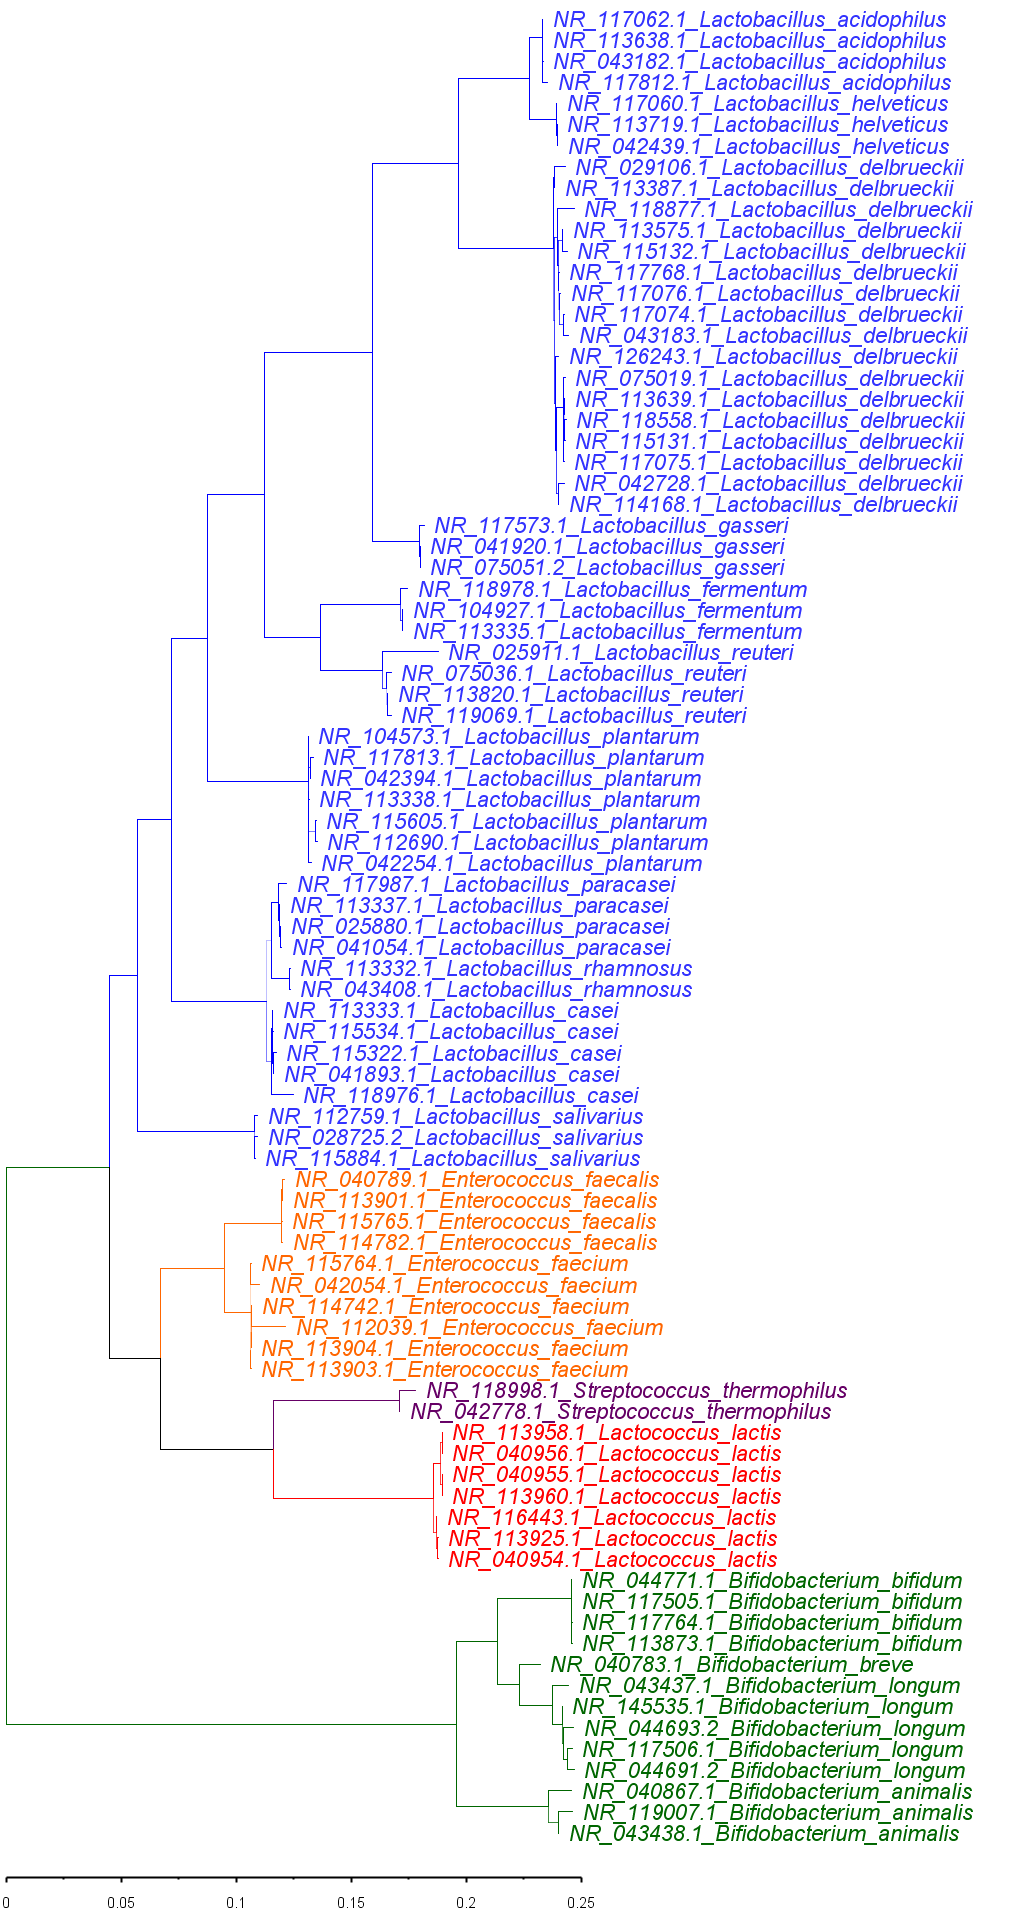 NR_117062.1_Lactobacillus_acidophilus
NR_113638.1_Lactobacillus_acidophilus
NR_043182.1_Lactobacillus_acidophilus
NR_117812.1_Lactobacillus_acidophilus
NR_117060.1_Lactobacillus_helveticus
NR_113719.1_Lactobacillus_helveticus
NR_042439.1_Lactobacillus_helveticus
NR_029106.1_Lactobacillus_delbrueckii
NR_113387.1_Lactobacillus_delbrueckii
NR_118877.1_Lactobacillus_delbrueckii
NR_113575.1_Lactobacillus_delbrueckii
NR_115132.1_Lactobacillus_delbrueckii
NR_117768.1_Lactobacillus_delbrueckii
NR_117076.1_Lactobacillus_delbrueckii
NR_117074.1_Lactobacillus_delbrueckii
NR_043183.1_Lactobacillus_delbrueckii
NR_126243.1_Lactobacillus_delbrueckii
NR_075019.1_Lactobacillus_delbrueckii
NR_113639.1_Lactobacillus_delbrueckii
NR_118558.1_Lactobacillus_delbrueckii
NR_115131.1_Lactobacillus_delbrueckii
NR_117075.1_Lactobacillus_delbrueckii
NR_042728.1_Lactobacillus_delbrueckii
NR_114168.1_Lactobacillus_delbrueckii
NR_117573.1_Lactobacillus_gasseri
NR_041920.1_Lactobacillus_gasseri
NR_075051.2_Lactobacillus_gasseri
NR_118978.1_Lactobacillus_fermentum
NR_104927.1_Lactobacillus_fermentum
NR_113335.1_Lactobacillus_fermentum
NR_025911.1_Lactobacillus_reuteri
NR_075036.1_Lactobacillus_reuteri
NR_113820.1_Lactobacillus_reuteri
NR_119069.1_Lactobacillus_reuteri
NR_104573.1_Lactobacillus_plantarum
NR_117813.1_Lactobacillus_plantarum
NR_042394.1_Lactobacillus_plantarum
NR_113338.1_Lactobacillus_plantarum
NR_115605.1_Lactobacillus_plantarum
NR_112690.1_Lactobacillus_plantarum
NR_042254.1_Lactobacillus_plantarum
NR_117987.1_Lactobacillus_paracasei
NR_113337.1_Lactobacillus_paracasei
NR_025880.1_Lactobacillus_paracasei
NR_041054.1_Lactobacillus_paracasei
NR_113332.1_Lactobacillus_rhamnosus
NR_043408.1_Lactobacillus_rhamnosus
NR_113333.1_Lactobacillus_casei
NR_115534.1_Lactobacillus_casei
NR_115322.1_Lactobacillus_casei
NR_041893.1_Lactobacillus_casei
NR_118976.1_Lactobacillus_casei
NR_112759.1_Lactobacillus_salivarius
NR_028725.2_Lactobacillus_salivarius
NR_115884.1_Lactobacillus_salivarius
NR_040789.1_Enterococcus_faecalis
NR_113901.1_Enterococcus_faecalis
NR_115765.1_Enterococcus_faecalis
NR_114782.1_Enterococcus_faecalis
NR_115764.1_Enterococcus_faecium
NR_042054.1_Enterococcus_faecium
NR_114742.1_Enterococcus_faecium
NR_112039.1_Enterococcus_faecium
NR_113904.1_Enterococcus_faecium
NR_113903.1_Enterococcus_faecium
NR_118998.1_Streptococcus_thermophilus
NR_042778.1_Streptococcus_thermophilus
NR_113958.1_Lactococcus_lactis
NR_040956.1_Lactococcus_lactis
NR_040955.1_Lactococcus_lactis
NR_113960.1_Lactococcus_lactis
NR_116443.1_Lactococcus_lactis
NR_113925.1_Lactococcus_lactis
NR_040954.1_Lactococcus_lactis
NR_044771.1_Bifidobacterium_bifidum
NR_117505.1_Bifidobacterium_bifidum
NR_117764.1_Bifidobacterium_bifidum
NR_113873.1_Bifidobacterium_bifidum
NR_040783.1_Bifidobacterium_breve
NR_043437.1_Bifidobacterium_longum
NR_145535.1_Bifidobacterium_longum
NR_044693.2_Bifidobacterium_longum
NR_117506.1_Bifidobacterium_longum
NR_044691.2_Bifidobacterium_longum
NR_040867.1_Bifidobacterium_animalis
NR_119007.1_Bifidobacterium_animalis
NR_043438.1_Bifidobacterium_animalis
0 0.05 0.1 0.15 0.2 0.25